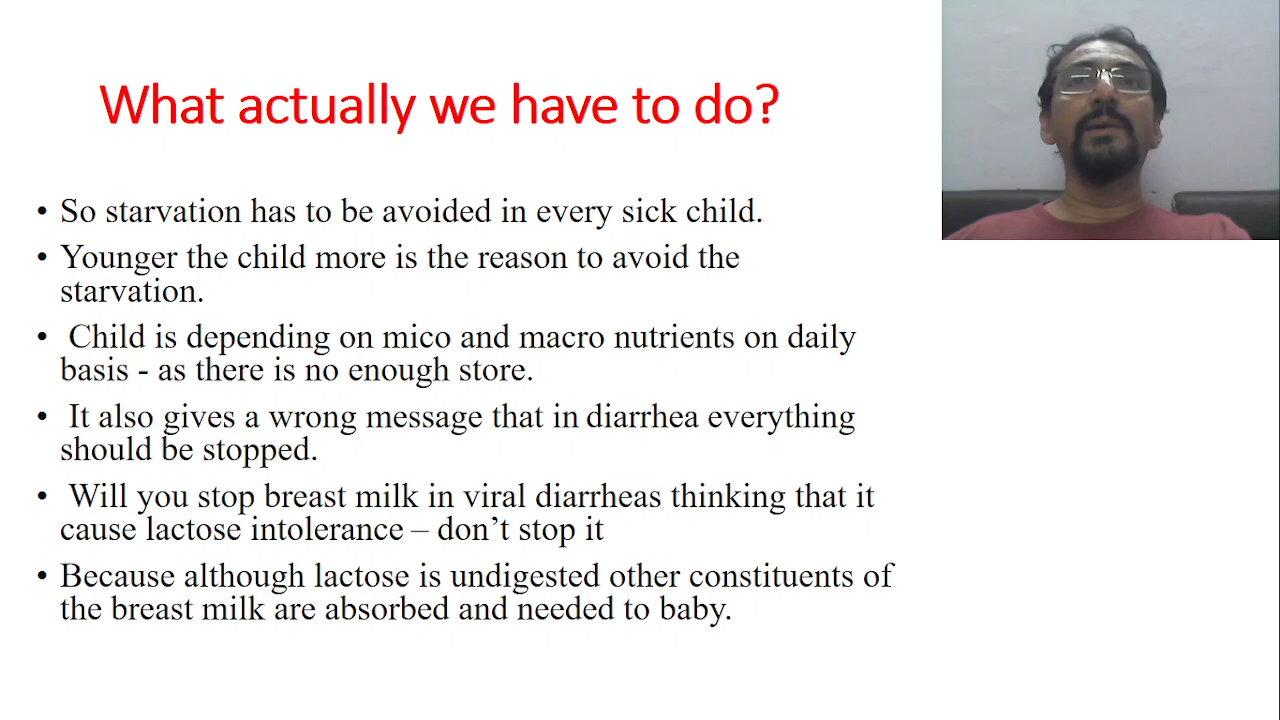 What actually we have to do?
• So starvation has to be avoided in every sick child.
• Younger the child more is the reason to avoid the
starvation.
• Child is depending on mico and macro nutrients on daily
basis - as there is no enough store.
• It also gives a wrong message that in diarrhea everything
should be stopped.
• Will you stop breast milk in viral diarrheas thinking that it
cause lactose intolerance – don’t stop it
• Because although lactose is undigested other constituents of
the breast milk are absorbed and needed to baby.